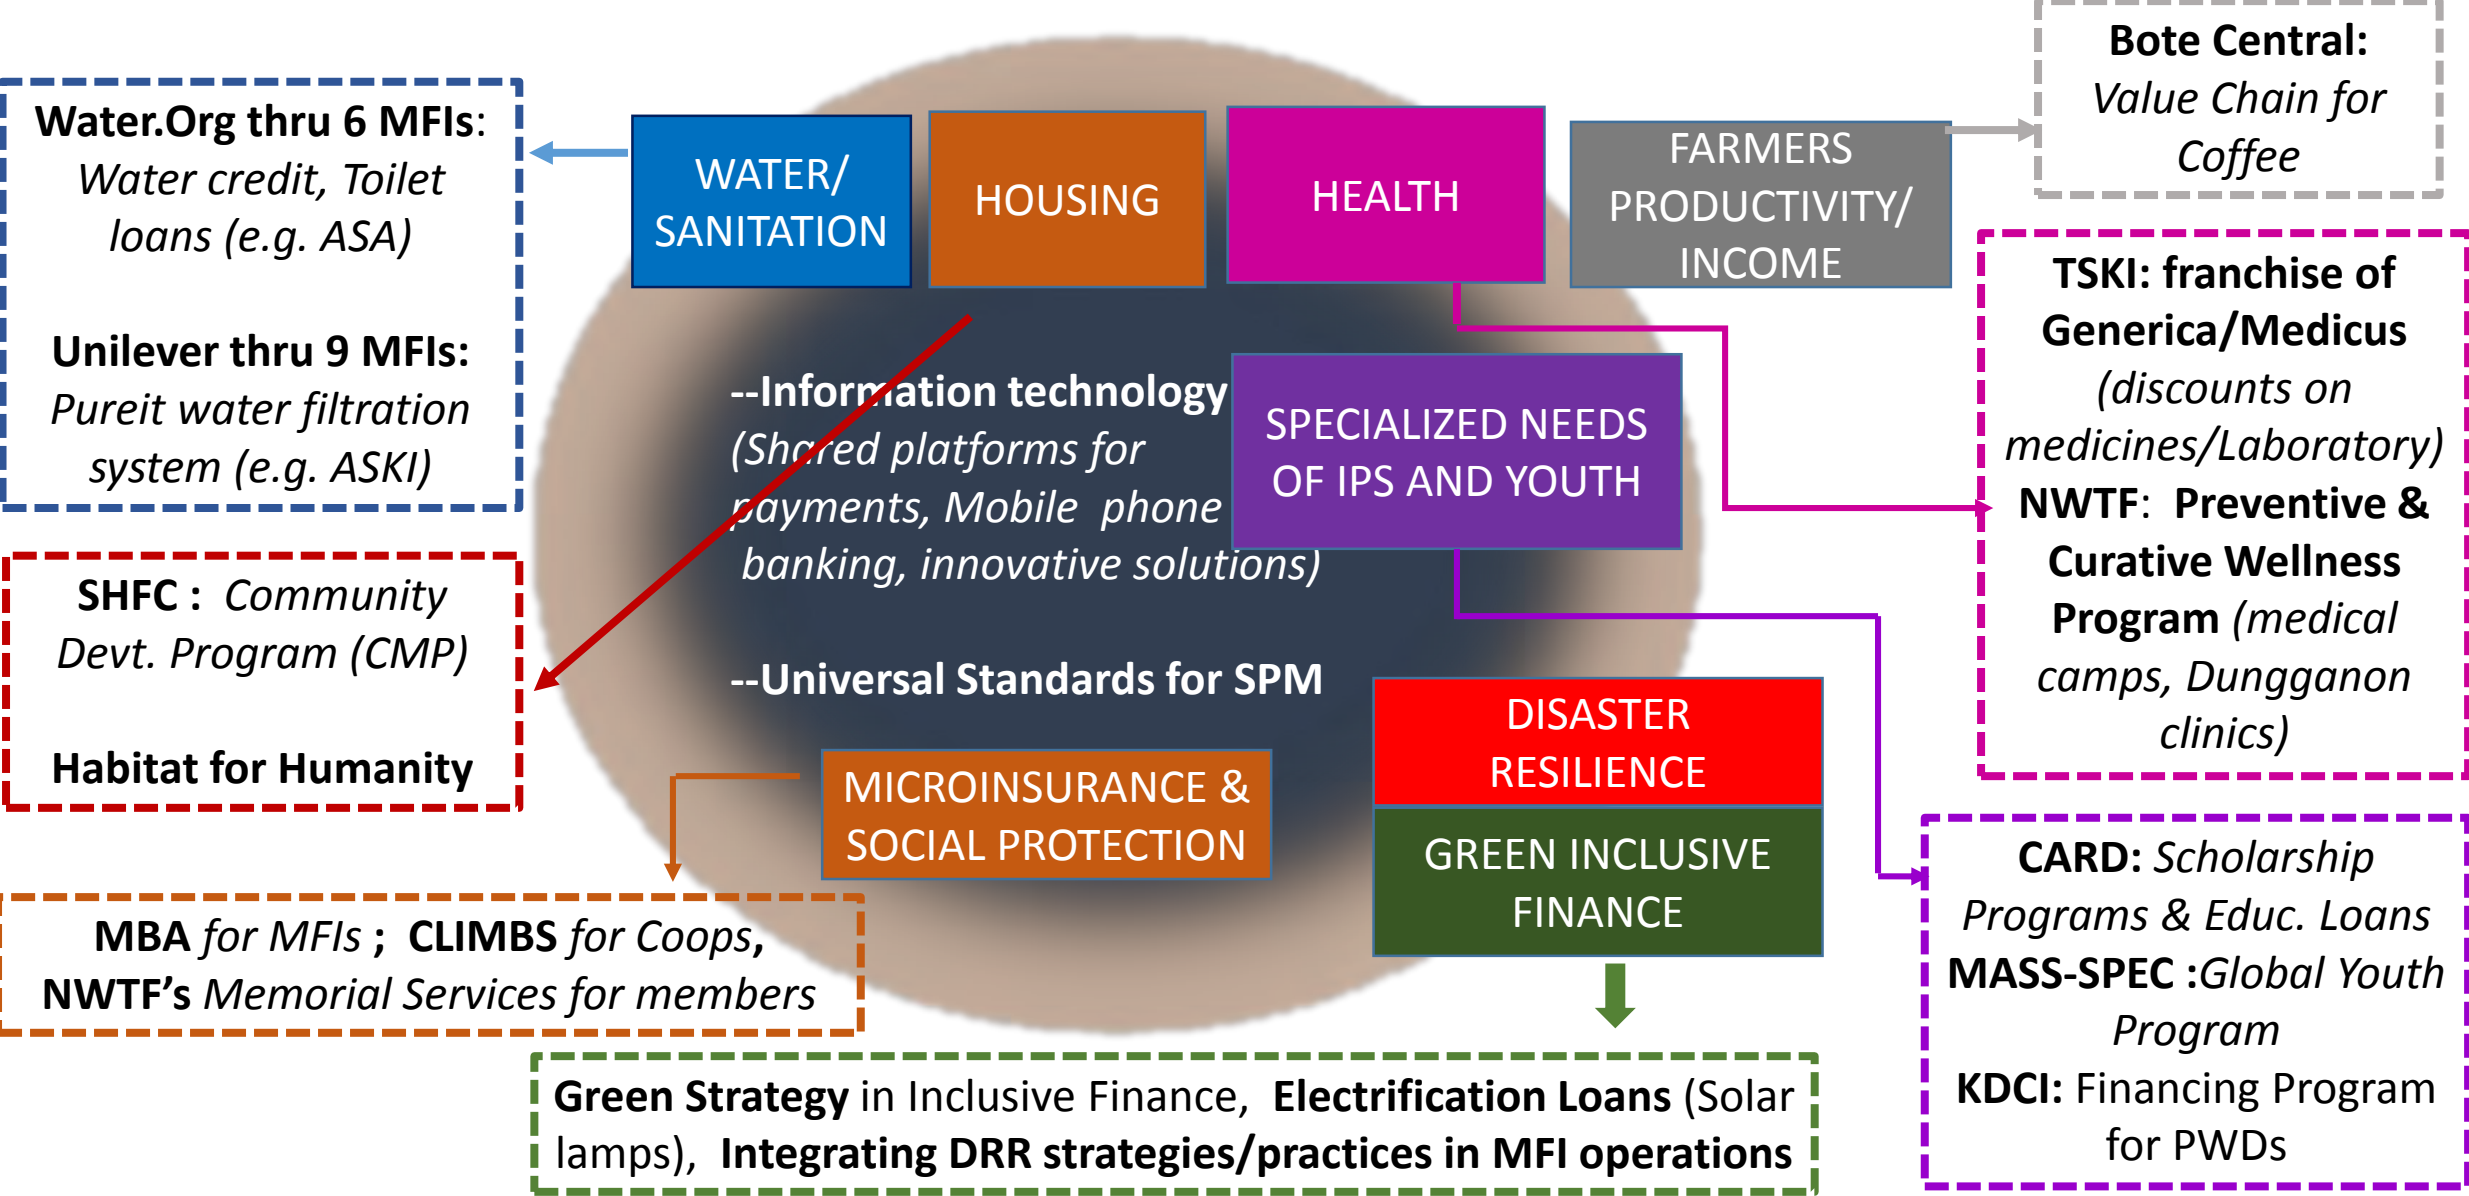 Water.Org thru 6 MFIs:
Water credit, Toilet
loans (e.g. ASA)
Unilever thru 9 MFIs:
Pureit water filtration
system (e.g. ASKI)
SHFC : Community
Devt. Program (CMP)
Habitat for Humanity
MBA for MFIs ; CLIMBS for Coops,
NWTF's Memorial Services for members
WATER/
SANITATION
HOUSING
HEALTH
FARMERS
PRODUCTIVITY/
INCOME
--Information technology
(Shared platforms for
payments, Mobile phone
banking, innovative solutions)
--Universal Standards for SPM
SPECIALIZED NEEDS
OF IPS AND YOUTH
MICROINSURANCE &
SOCIAL PROTECTION
DISASTER
RESILIENCE
GREEN INCLUSIVE
FINANCE
Green Strategy in Inclusive Finance, Electrification Loans (Solar
lamps), Integrating DRR strategies/practices in MFI operations
Bote Central:
Value Chain for
Coffee
TSKI: franchise of
Generica/Medicus
(discounts on
medicines/Laboratory)
NWTF: Preventive &
Curative Wellness
Program (medical
camps, Dungganon
clinics)
CARD: Scholarship
Programs & Educ. Loans
MASS-SPEC :Global Youth
Program
KDCI: Financing Program
for PWDs